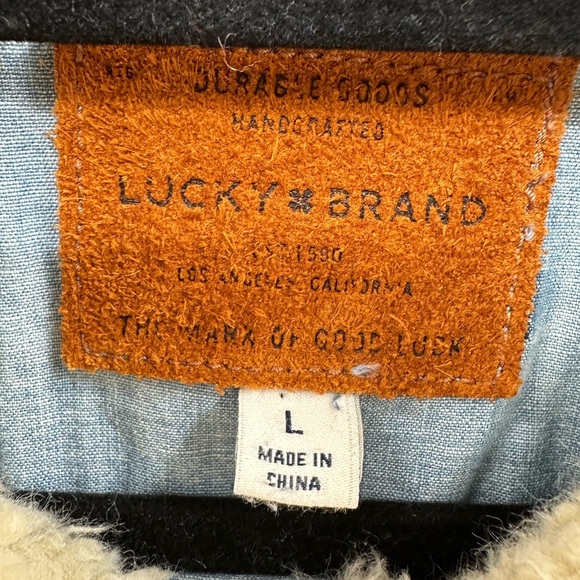 DURABLE GOODS
HANDCRAFTED
LUCKY BRAND
EST. 1990
LOS ANGELES CALIFORNIA
THE MARK OF GOOD LUCK
L
MADE IN
CHINA